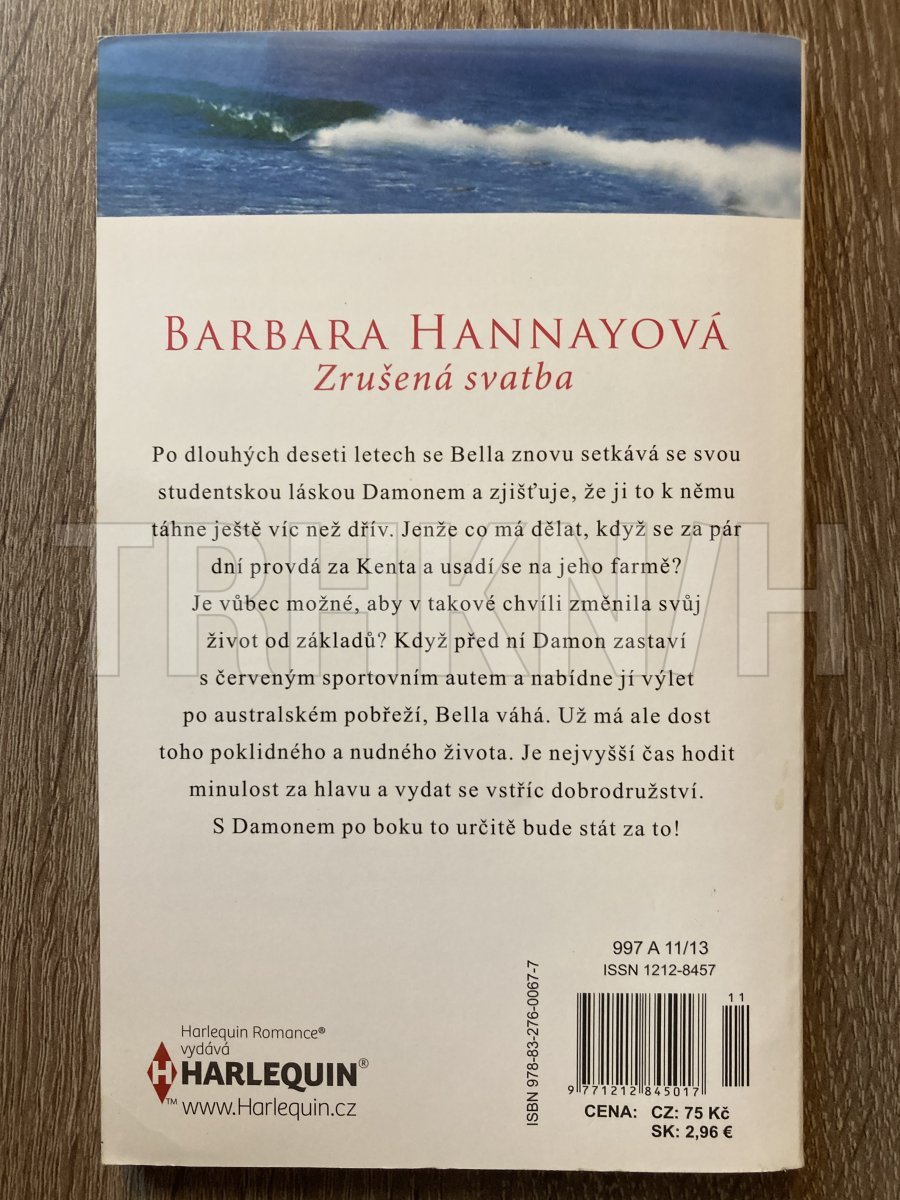 BARBARA HANNAYOVÁ
Zrušená svatba
Po dlouhých deseti letech se Bella znovu setkává se svou
studentskou láskou Damonem a zjišťuje, že ji to k němu
táhne ještě víc než dřív. Jenže co má dělat, když se za pár
dní provdá za Kenta a usadí se na jeho farmě?
Je vůbec možné, aby v takové chvíli změnila svůj
život od základů? Když před ní Damon zastaví
s červeným sportovním autem a nabídne jí výlet
po australském pobřeží, Bella váhá. Už má ale dost
toho poklidného a nudného života. Je nejvyšší čas hodit
minulost za hlavu a vydat se vstříc dobrodružství.
S Damonem po boku to určitě bude stát za to!
TRHKNIH
997 A 11/13
ISSN 1212-8457
ISBN 978-83-276-0067-7
11
9 771212 845017
CENA: CZ: 75 Kč
SK: 2,96 €
Harlequin Romance®
vydává
H HARLEQUIN®
™ www.Harlequin.cz